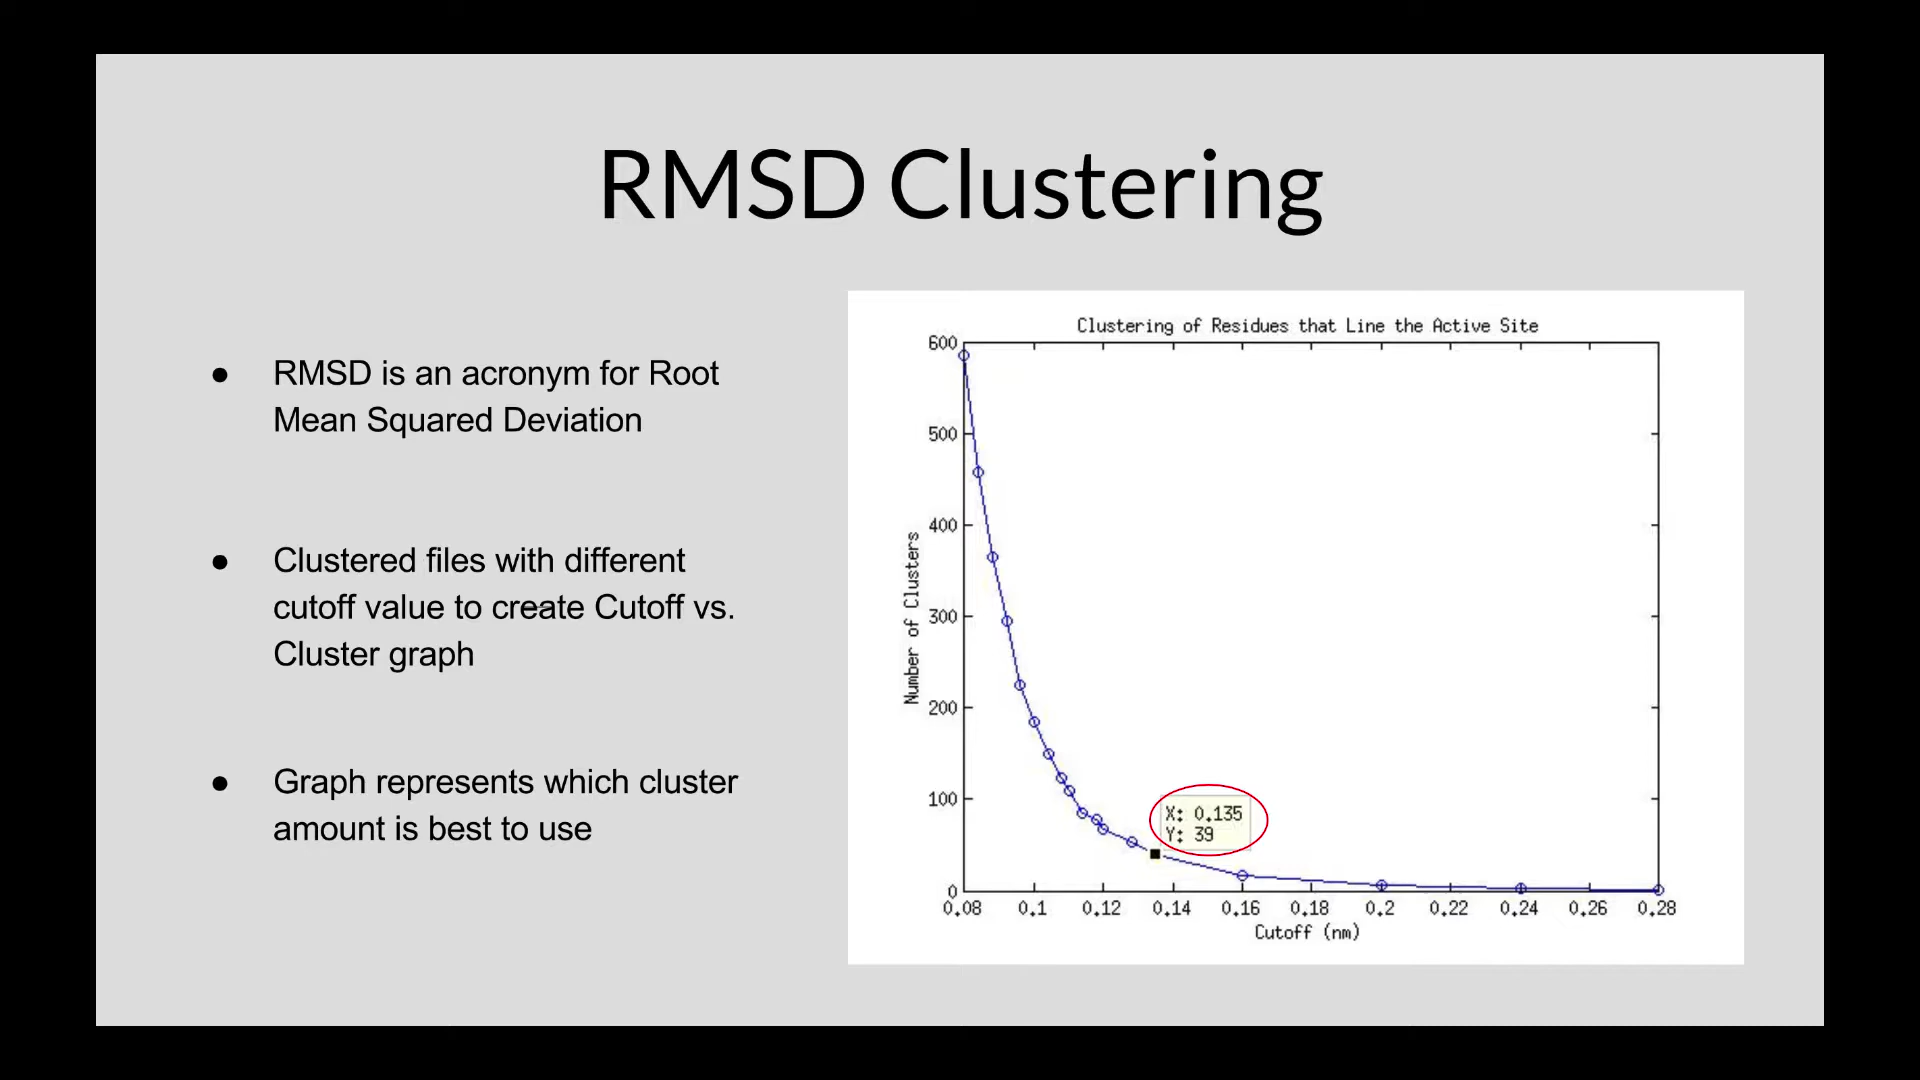 RMSD Clustering
● RMSD is an acronym for Root
Mean Squared Deviation
● Clustered files with different
cutoff value to create Cutoff vs.
Cluster graph
● Graph represents which cluster
amount is best to use
Clustering of Residues that Line the Active Site
600
500
400
300
200
100
0
Number of Clusters
X: 0.135
Y: 39
0.08 0.1 0.12 0.14 0.16 0.18 0.2 0.22 0.24 0.26 0.28
Cutoff (nm)